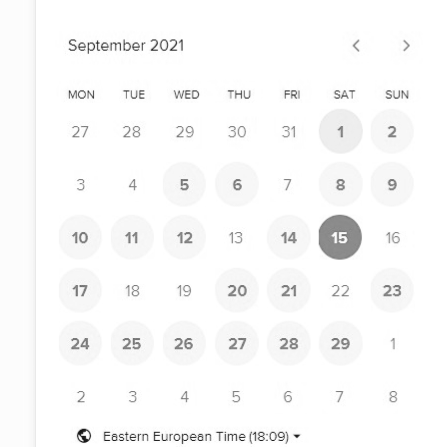 September 2021
MON TUE WED THU FRI SAT SUN
27 28 29 30 31 1 2
3 4 5 6 7 8 9
10 11 12 13 14 15 16
17 18 19 20 21 22 23
24 25 26 27 28 29 1
2 3 4 5 6 7 8
Eastern European Time (18:09)